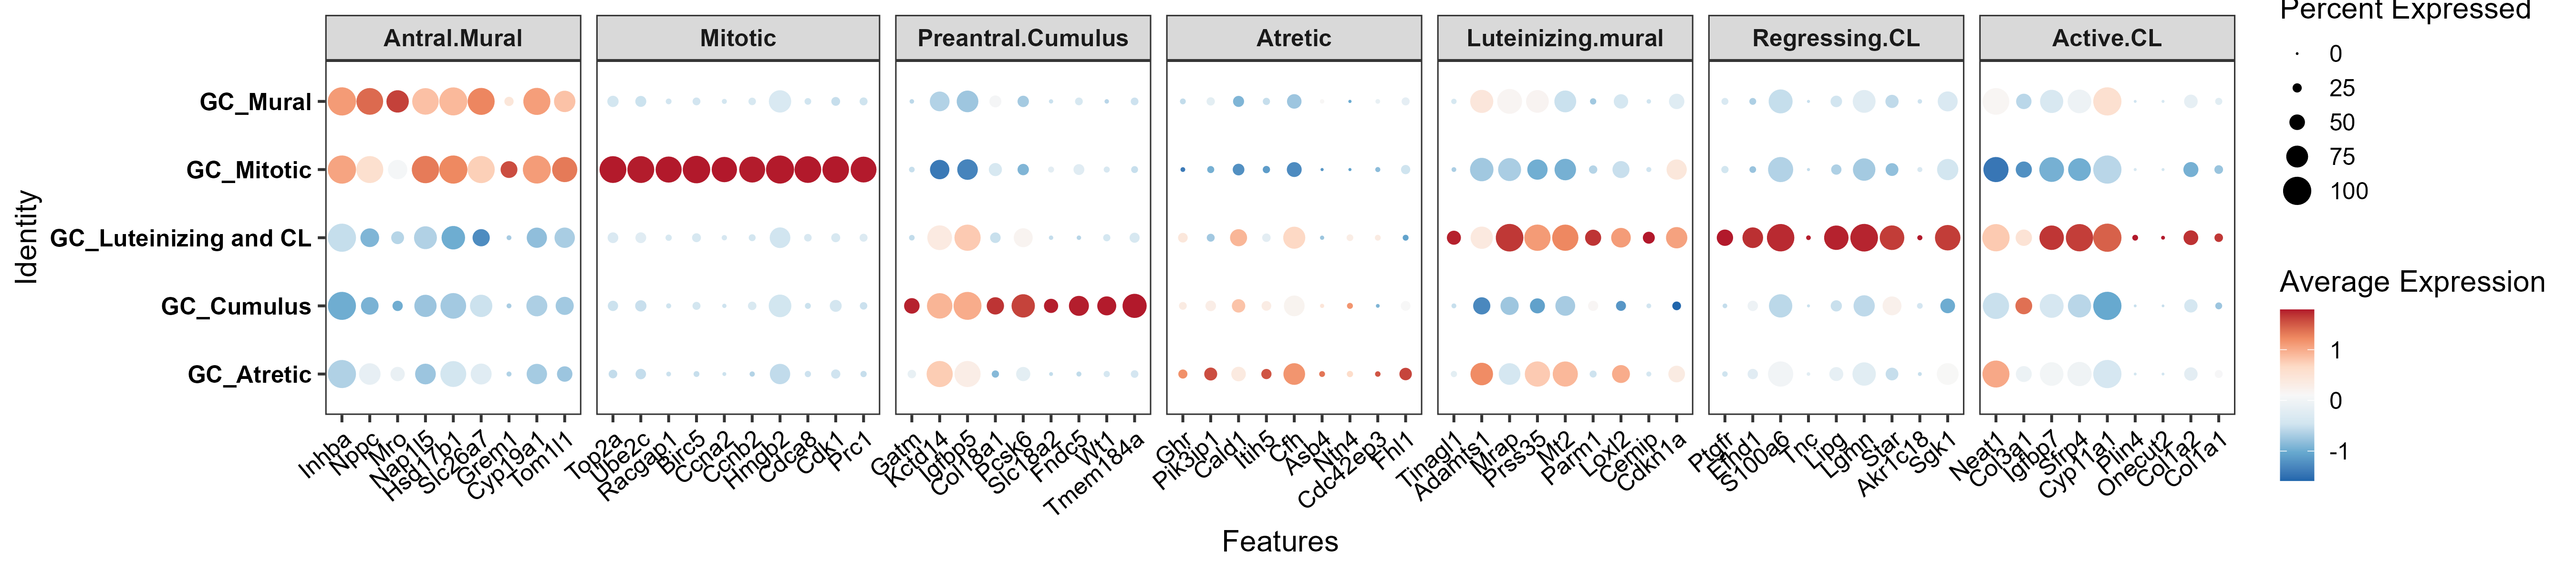 Antral.Mural
Mitotic
Preantral.Cumulus
Atretic
Luteinizing.mural
Regressing.CL
Active.CL
Identity
GC_Mural
GC_Mitotic
GC_Luteinizing and CL
GC_Cumulus
GC_Atretic
Inhba
Nppc
Mro
Nap1l5
Hsd17b1
Slc26a7
Grem1
Cyp19a1
Tom1l1
Top2a
Ube2c
Racgap1
Birc5
Ccna2
Ccnb2
Hmgb2
Cdca8
Cdk1
Prc1
Gatm
Kctd14
Igfbp5
Col18a1
Pcsk6
Slc18a2
Fndc5
Wt1
Tmem184a
Ghr
Pik3ip1
Cald1
Itih5
Cfh
Asb4
Ntn4
Cdc42ep3
Fhl1
Tinagl1
Adamts1
Mrap
Prss35
Mt2
Parm1
Loxl2
Cemip
Cdkn1a
Ptgfr
Efhd1
S100a6
Tnc
Lipg
Lgmn
Star
Akr1c18
Sgk1
Neat1
Col3a1
Igfbp7
Sfrp4
Cyp11a1
Plin4
Onecut2
Col1a2
Col1a1
Features
Percent Expressed
0
25
50
75
100
Average Expression
1
0
-1